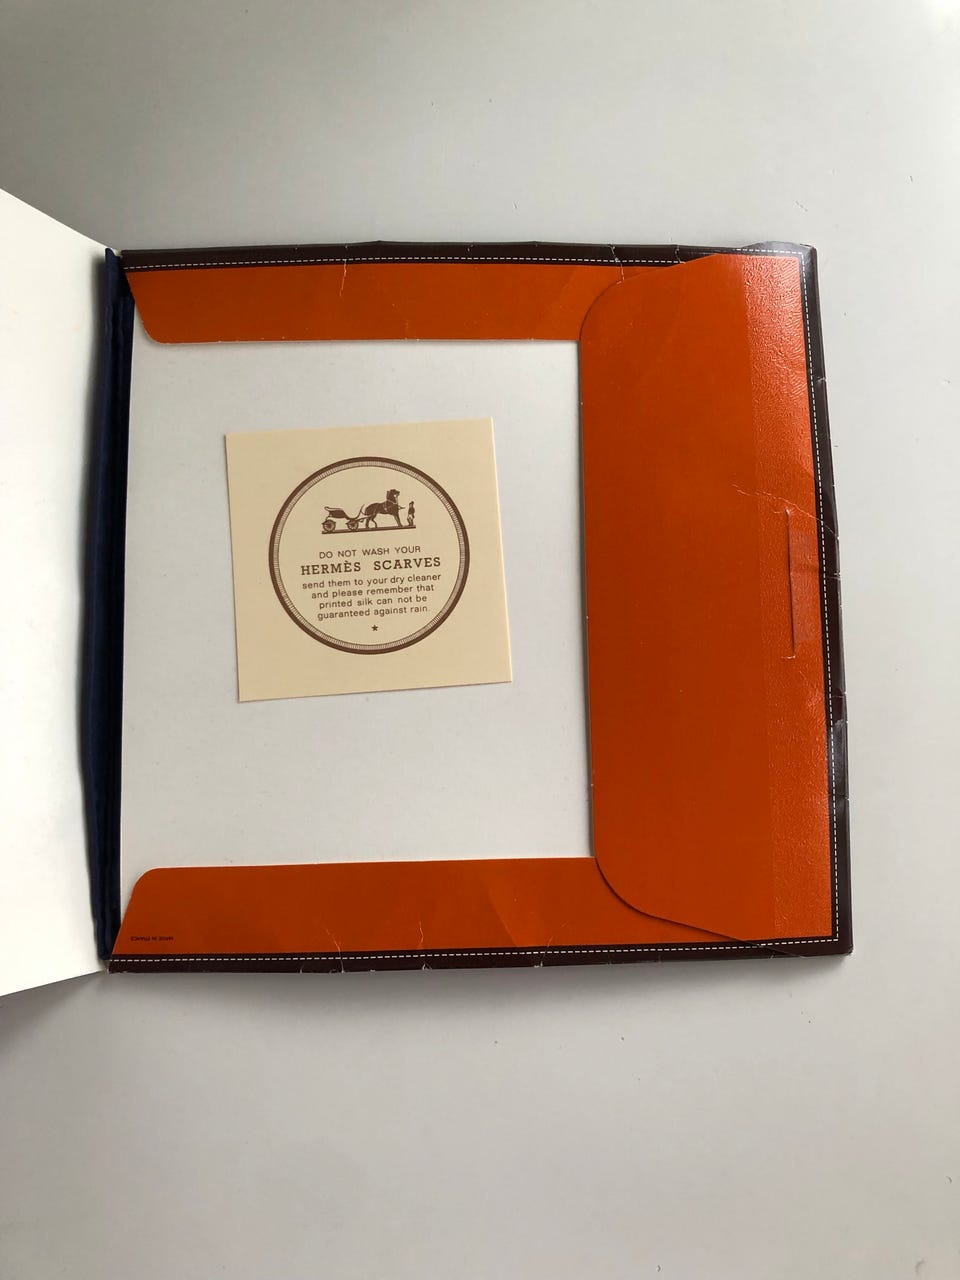 DO NOT WASH YOUR
HERMÈS SCARVES
send them to your dry cleaner
and please remember that
printed silk can not be
guaranteed against rain.